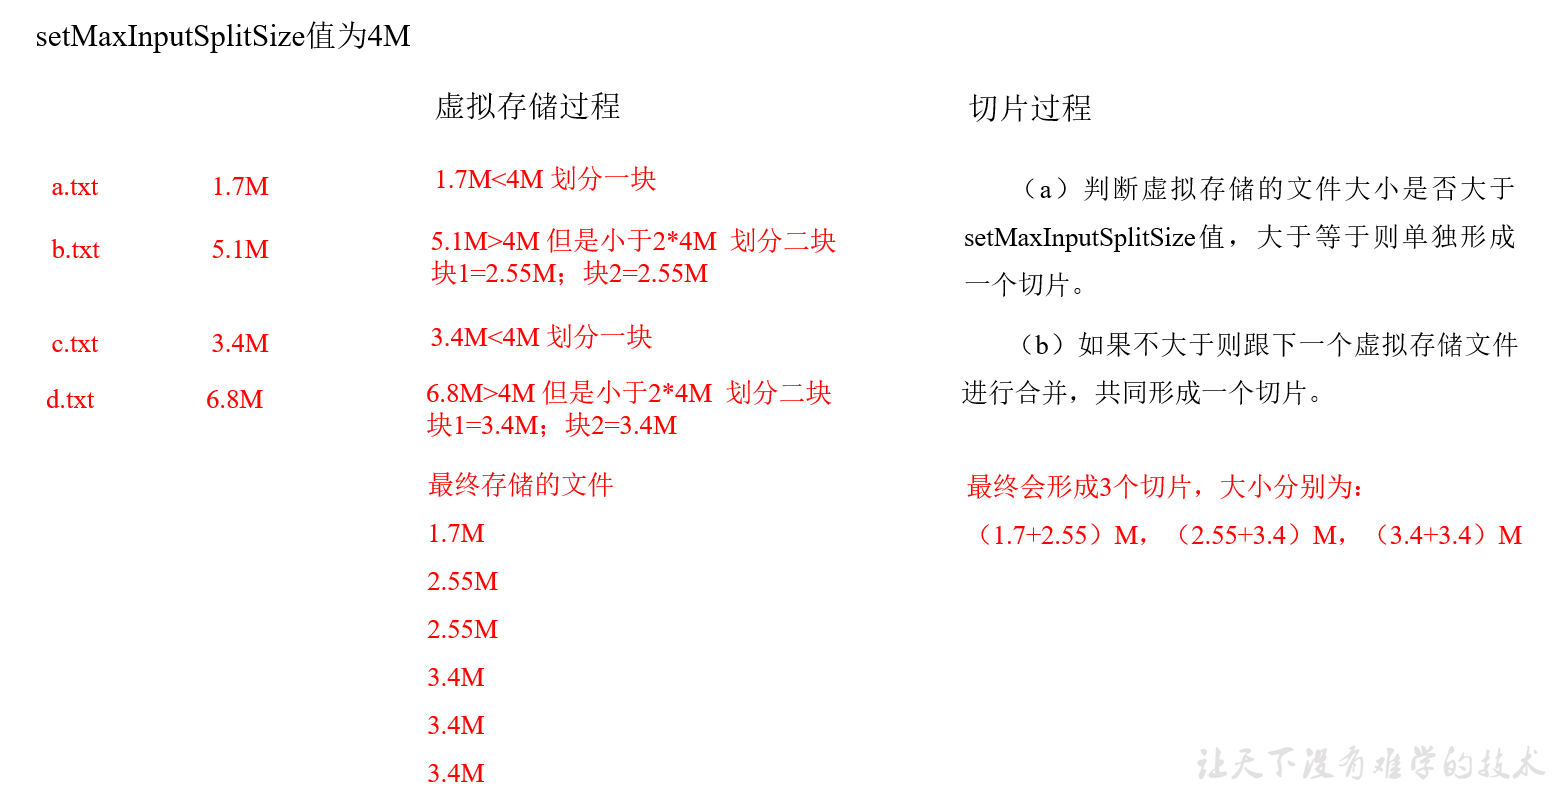 setMaxInputSplitSize值为4M
虚拟存储过程
切片过程
a.txt 1.7M
1.7M<4M 划分一块
b.txt 5.1M
5.1M>4M 但是小于2*4M 划分二块
块1=2.55M；块2=2.55M
c.txt 3.4M
3.4M<4M 划分一块
d.txt 6.8M
6.8M>4M 但是小于2*4M 划分二块
块1=3.4M；块2=3.4M
最终存储的文件
1.7M
2.55M
2.55M
3.4M
3.4M
3.4M
（a）判断虚拟存储的文件大小是否大于
setMaxInputSplitSize值，大于等于则单独形成
一个切片。
（b）如果不大于则跟下一个虚拟存储文件
进行合并，共同形成一个切片。
最终会形成3个切片，大小分别为：
（1.7+2.55）M，（2.55+3.4）M，（3.4+3.4）M
让天下没有难学的技术